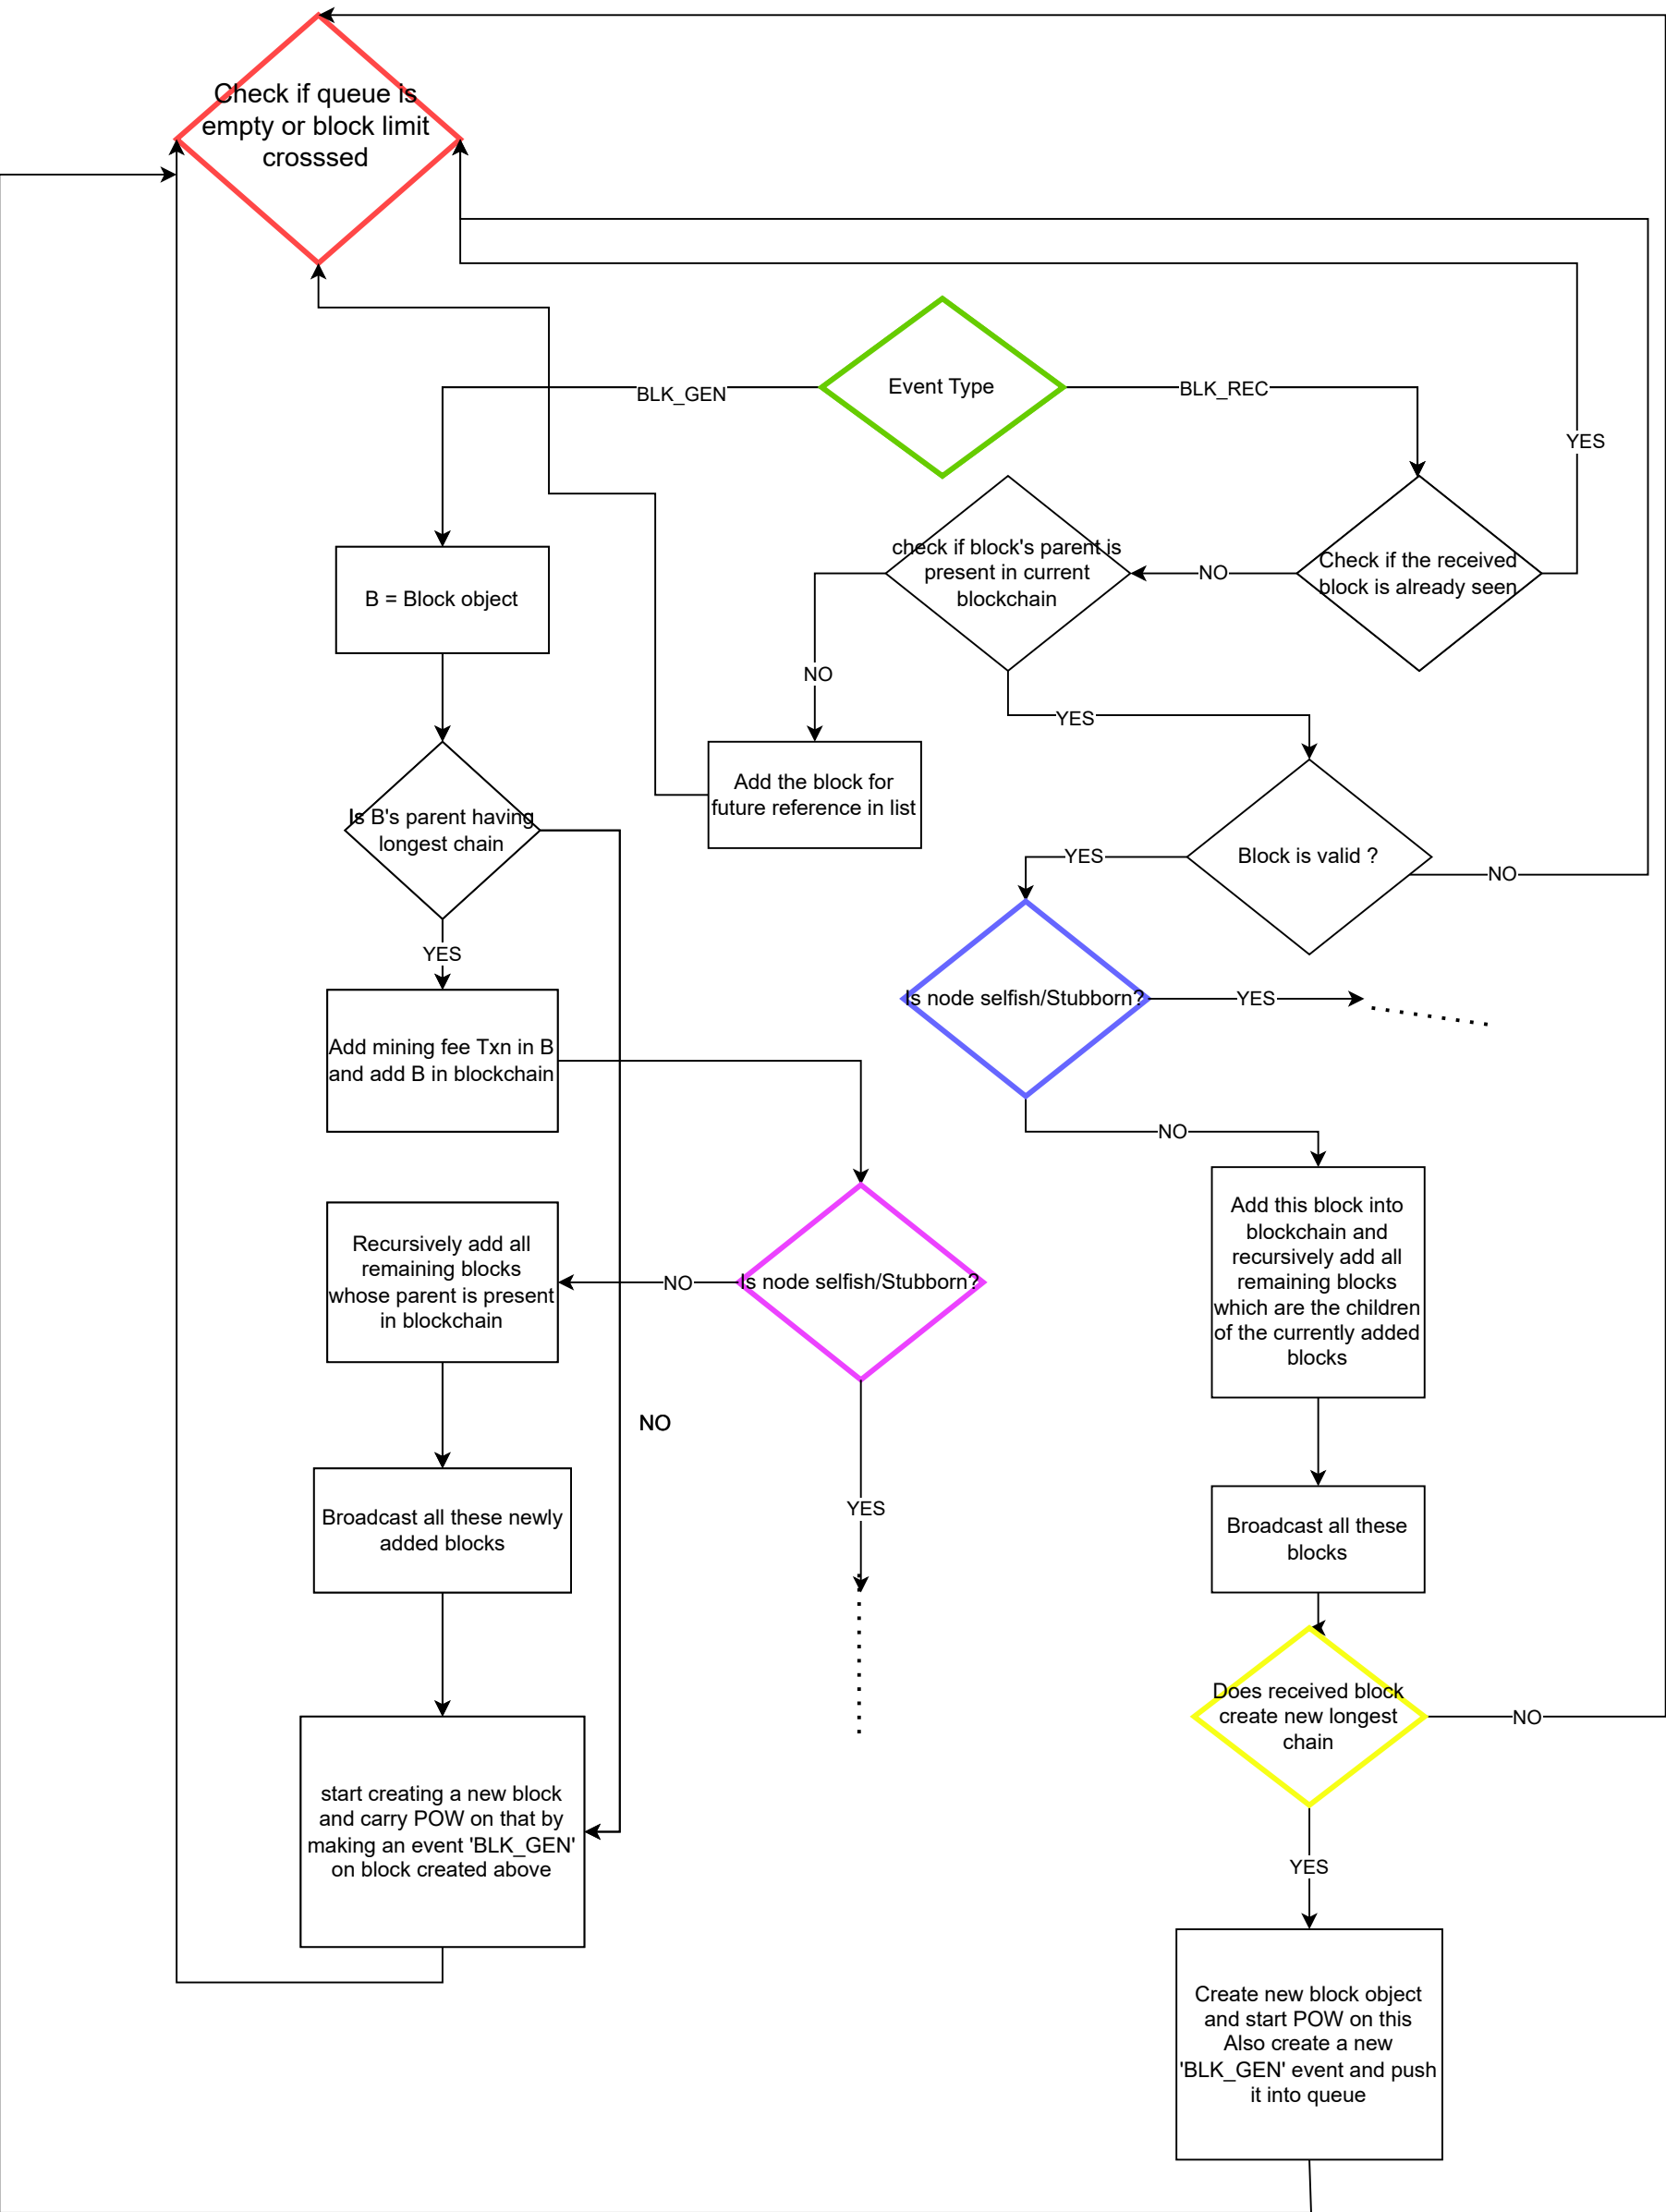 Check if queue is
empty or block limit
crosssed
Event Type
BLK_GEN
BLK_REC
YES
check if block's parent is
present in current
blockchain
NO
Check if the received
block is already seen
B = Block object
NO
YES
Add the block for
future reference in list
Is B's parent having
longest chain
YES
Block is valid ?
NO
YES
Is node selfish/Stubborn?
YES
Add mining fee Txn in B
and add B in blockchain
NO
Add this block into
blockchain and
recursively add all
remaining blocks
which are the children
of the currently added
blocks
Recursively add all
remaining blocks
whose parent is present
in blockchain
NO
Is node selfish/Stubborn?
NO
YES
Broadcast all these newly
added blocks
Broadcast all these
blocks
Does received block
create new longest
chain
NO
start creating a new block
and carry POW on that by
making an event 'BLK_GEN'
on block created above
YES
Create new block object
and start POW on this
Also create a new
'BLK_GEN' event and push
it into queue